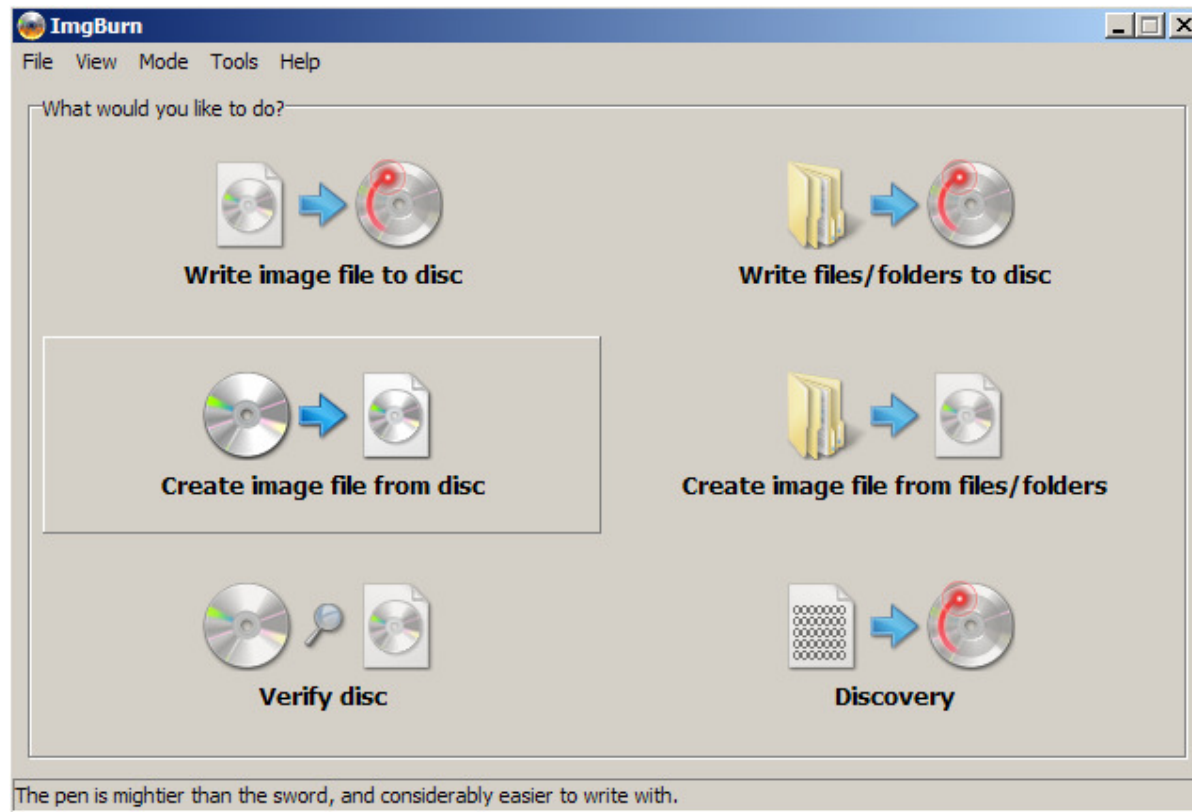 ImgBurn
File View Mode Tools Help
What would you like to do?
Write image file to disc
Write files/folders to disc
Create image file from disc
Create image file from files/folders
Verify disc
Discovery
The pen is mightier than the sword, and considerably easier to write with.